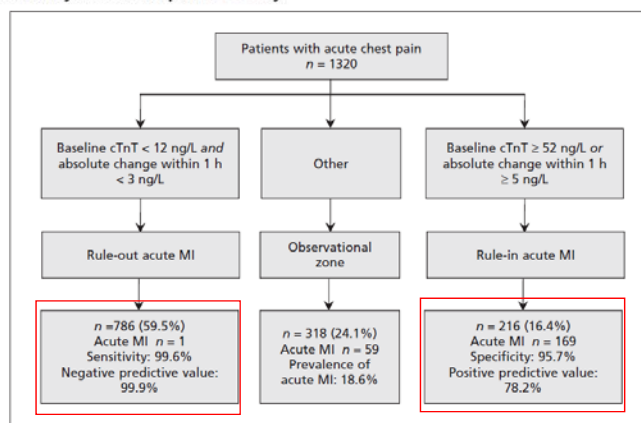 Patients with acute chest pain
n = 1320
Baseline cTnT < 12 ng/L and
absolute change within 1 h
< 3 ng/L
Other
Baseline cTnT ≥ 52 ng/L or
absolute change within 1 h
≥ 5 ng/L
Rule-out acute MI
Observational
zone
Rule-in acute MI
n =786 (59.5%)
Acute MI n = 1
Sensitivity: 99.6%
Negative predictive value:
99.9%
n = 318 (24.1%)
Acute MI n = 59
Prevalence of
acute MI: 18.6%
n = 216 (16.4%)
Acute MI n = 169
Specificity: 95.7%
Positive predictive value:
78.2%